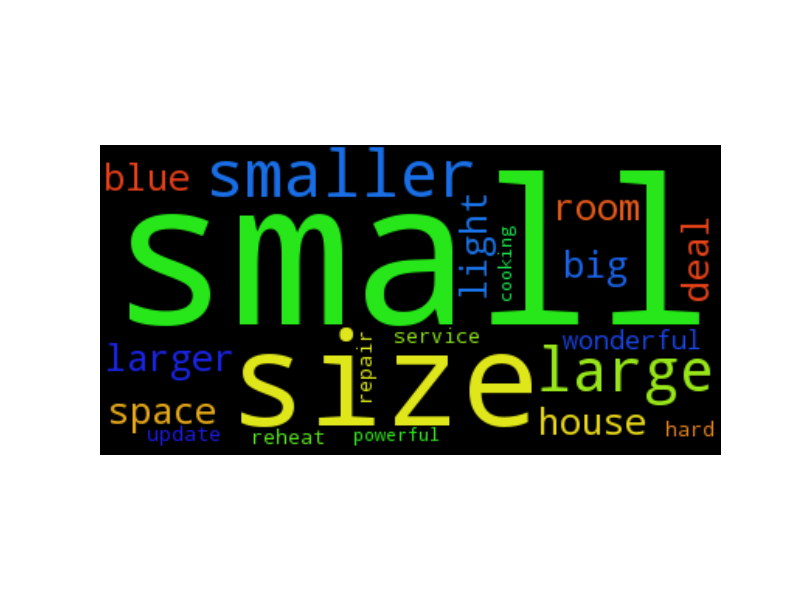 blue
smaller
small
light
cooking
room
big
deal
larger
size
repair
service
wonderful
large
space
house
update
reheat
powerful
hard